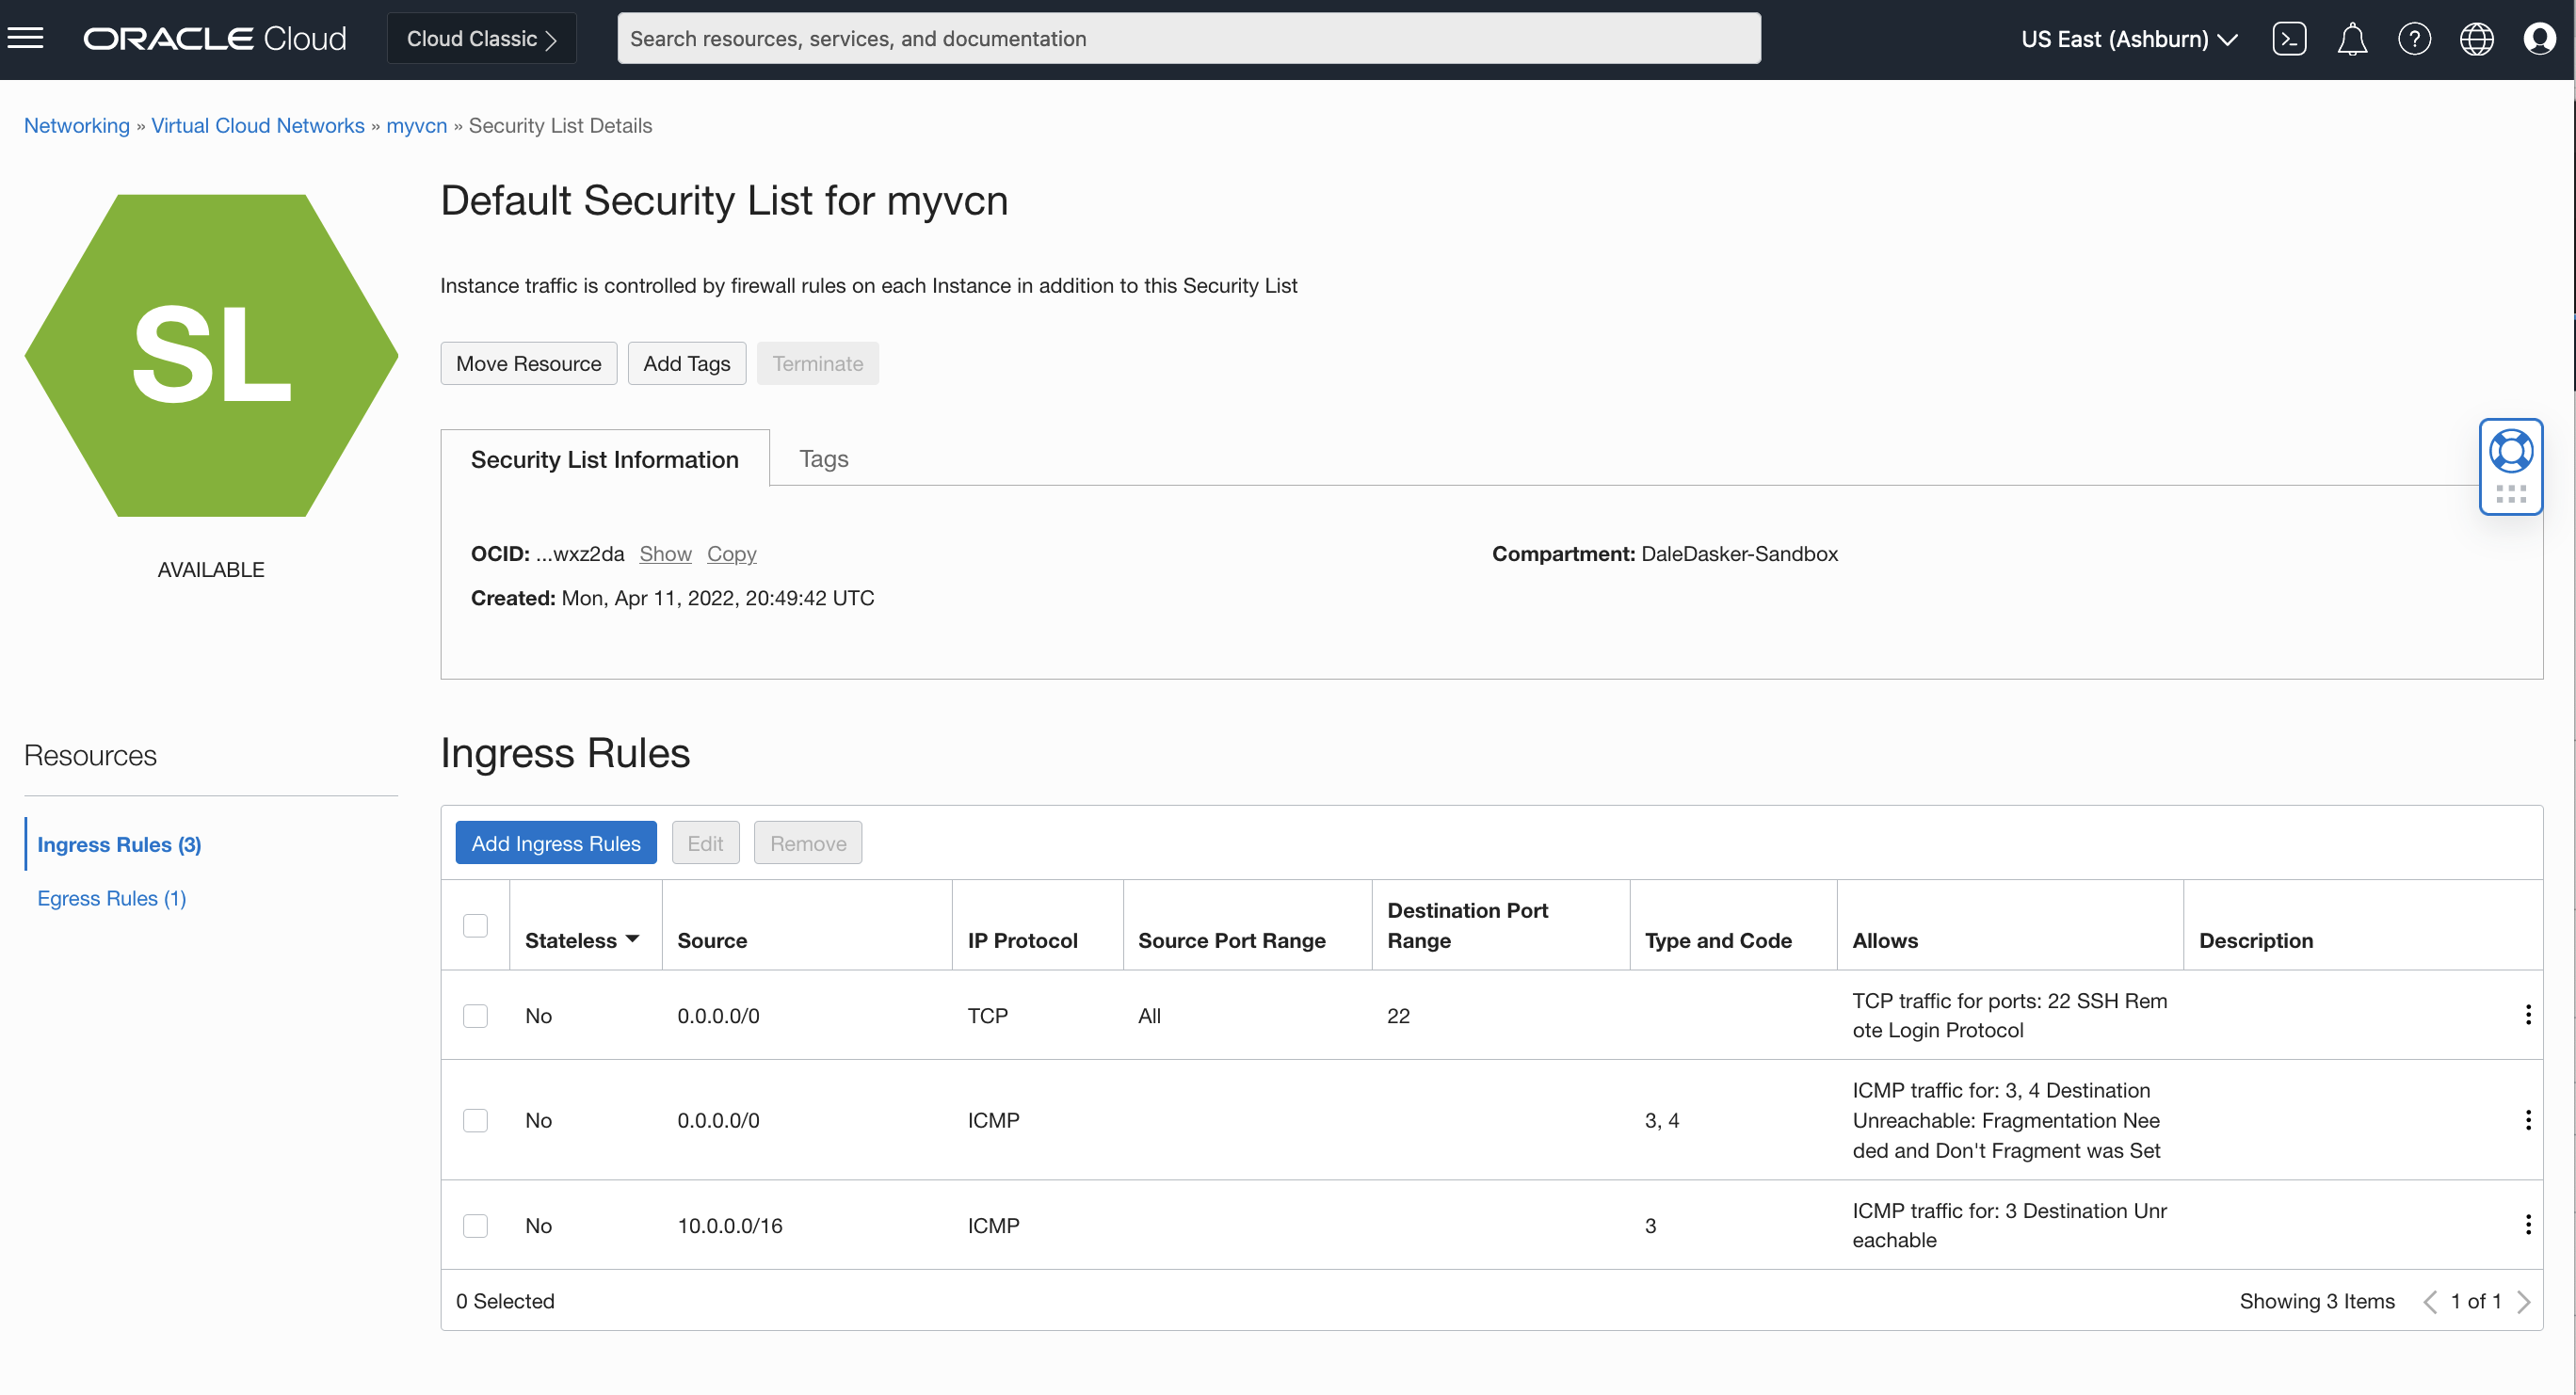 ORACLE Cloud
Cloud Classic
Search resources, services, and documentation
US East (Ashburn)
Networking » Virtual Cloud Networks » myvcn » Security List Details
SL
AVAILABLE
Default Security List for myvcn
Instance traffic is controlled by firewall rules on each Instance in addition to this Security List
Move Resource
Add Tags
Terminate
Security List Information
Tags
OCID: ...wxz2da Show Copy
Compartment: DaleDasker-Sandbox
Created: Mon, Apr 11, 2022, 20:49:42 UTC
Resources
Ingress Rules (3)
Egress Rules (1)
Ingress Rules
Add Ingress Rules
Edit
Remove
Stateless
Source
IP Protocol
Source Port Range
Destination Port
Range
Type and Code
Allows
Description
No
0.0.0.0/0
TCP
All
22
TCP traffic for ports: 22 SSH Rem
ote Login Protocol
No
0.0.0.0/0
ICMP
3, 4
ICMP traffic for: 3, 4 Destination
Unreachable: Fragmentation Nee
ded and Don't Fragment was Set
No
10.0.0.0/16
ICMP
3
ICMP traffic for: 3 Destination Unr
eachable
0 Selected
Showing 3 Items
1 of 1